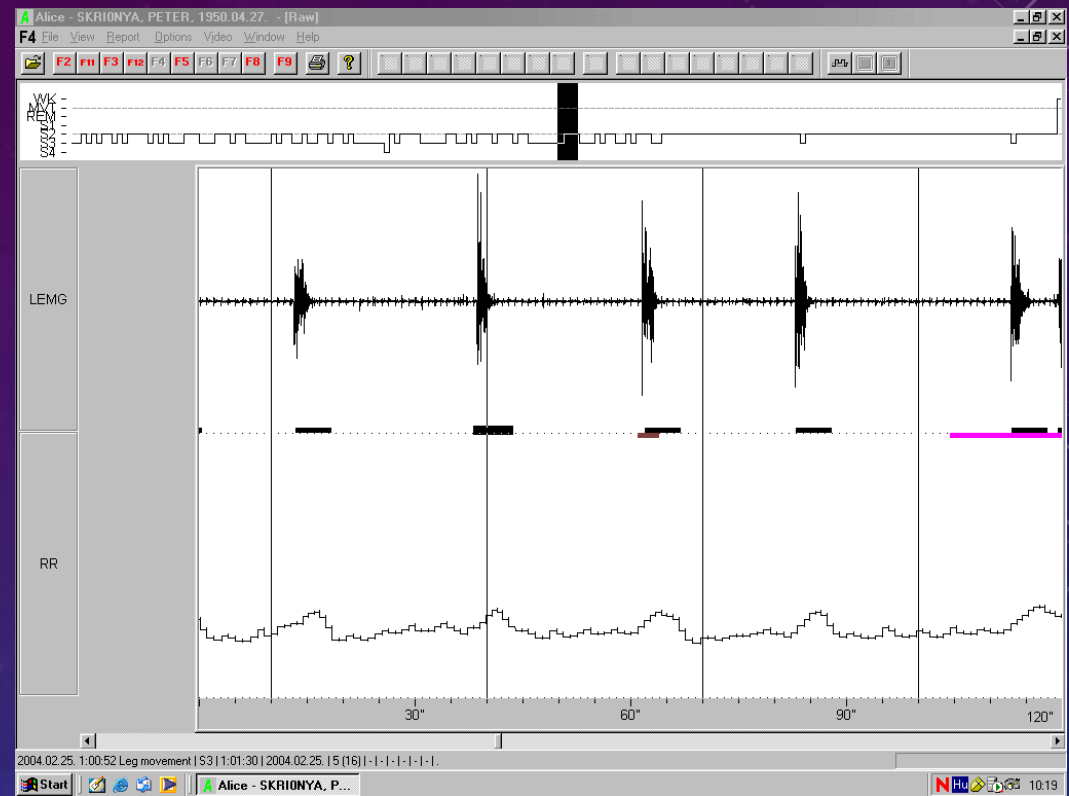 Alice - SKRIONYA, PETER, 1950.04.27. - [Raw]
F4 File View Report Options Video Window Help
F2 F11 F3 F12 F4 F5 F6 F7 F8 F9
WK
MVT
REM
S1
S2
S3
S4
LEMG
RR
30" 60" 90" 120"
2004.02.25. 1:00:52 Leg movement | S3 | 1:01:30 | 2004.02.25. | 5 (16) | - | - | - | - | - | .
Start Alice - SKRIONYA, P... N Hu 10:19